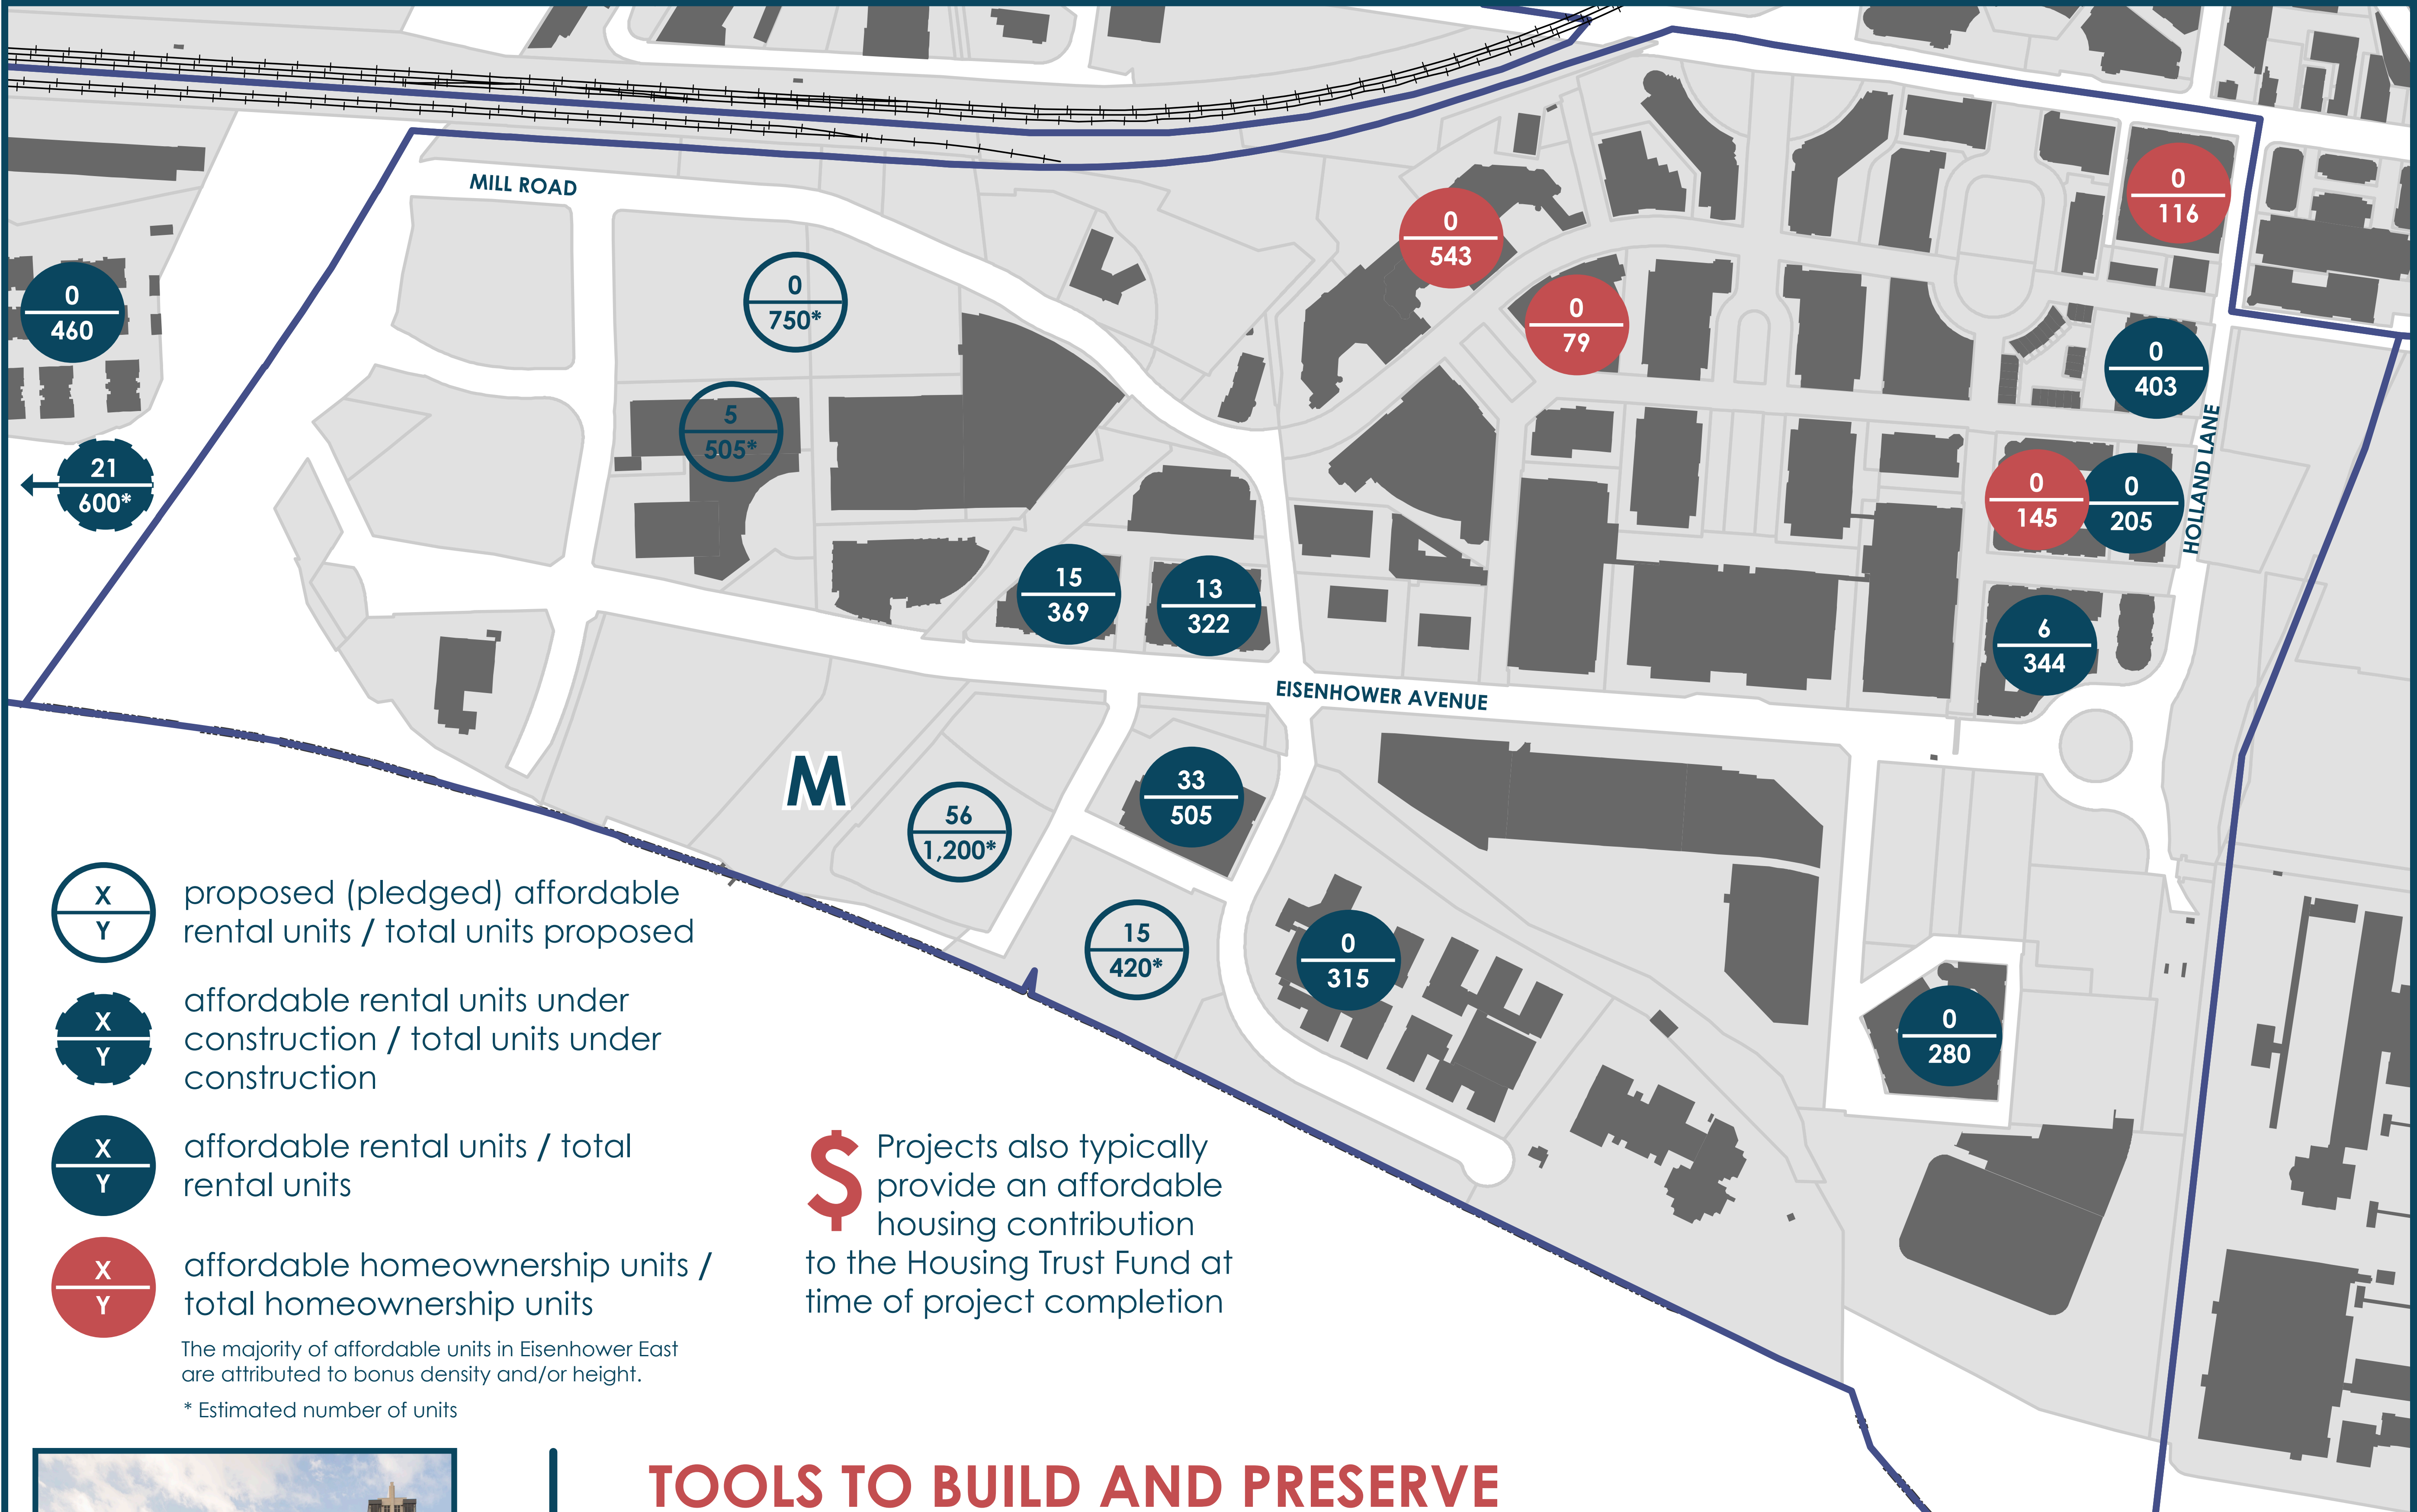 MILL ROAD
0
116
0
543
0
460
0
750*
0
79
0
403
5
505*
21
600*
HOLLAND LANE
0
145
0
205
15
369
13
322
6
344
EISENHOWER AVENUE
M
33
505
56
1,200*
15
420*
0
315
0
280
X
Y
proposed (pledged) affordable
rental units / total units proposed
X
Y
affordable rental units under
construction / total units under
construction
X
Y
affordable rental units / total
rental units
X
Y
affordable homeownership units /
total homeownership units
The majority of affordable units in Eisenhower East
are attributed to bonus density and/or height.
* Estimated number of units
$ Projects also typically
provide an affordable
housing contribution
to the Housing Trust Fund at
time of project completion
TOOLS TO BUILD AND PRESERVE